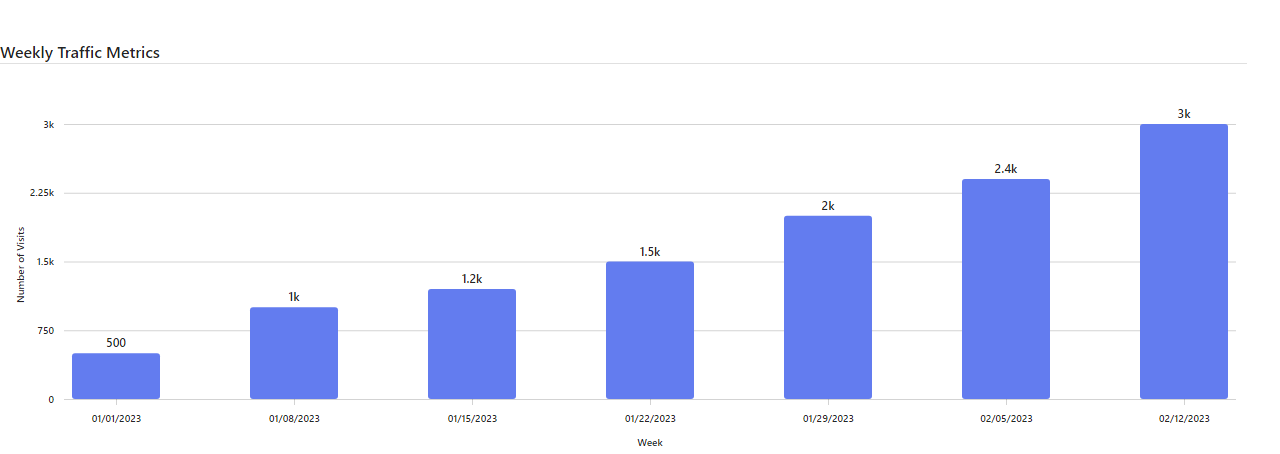 Weekly Traffic Metrics
3k
3k
2.4k
2.25k
2k
1.5k
1.5k
1.2k
1k
750
500
0
Number of Visits
01/01/2023 01/08/2023 01/15/2023 01/22/2023 01/29/2023 02/05/2023 02/12/2023
Week